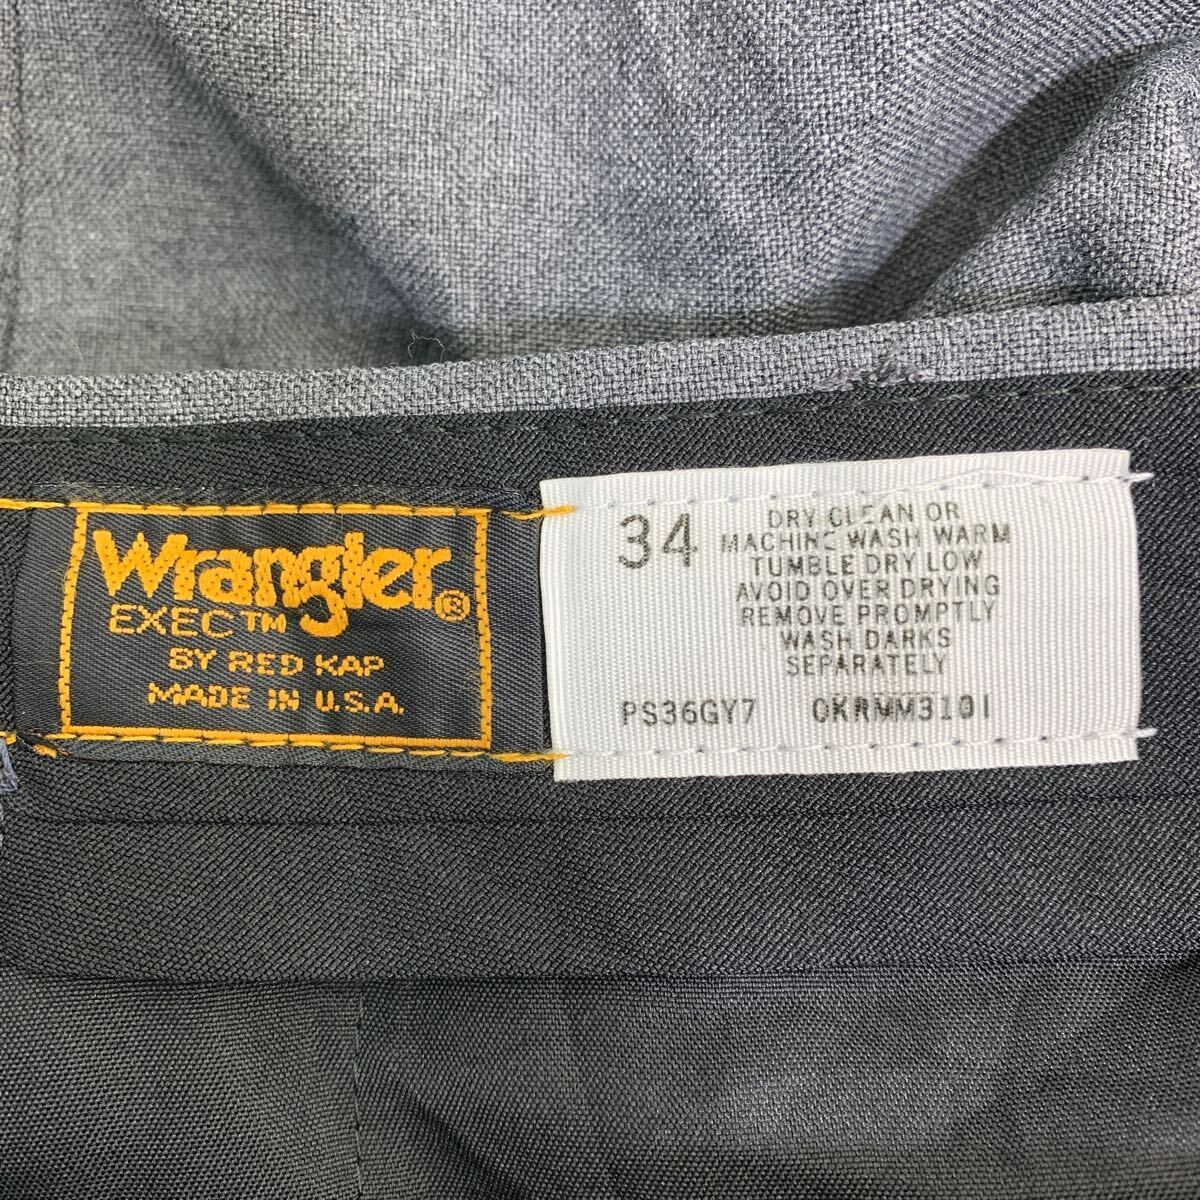 Wrangler®
EXEC™
BY RED KAP
MADE IN U.S.A.
34
DRY CLEAN OR
MACHINE WASH WARM
TUMBLE DRY LOW
AVOID OVER DRYING
REMOVE PROMPTLY
WASH DARKS
SEPARATELY
PS36GY7 OKRMM3101